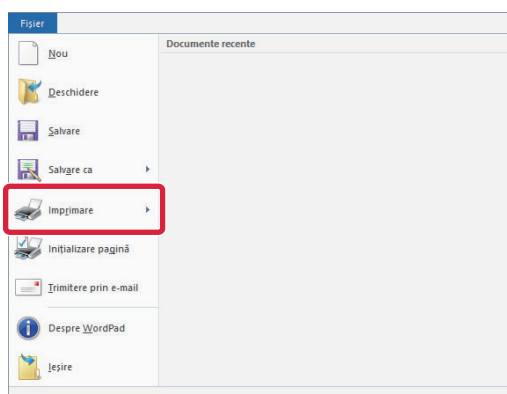 Fișier
Documente recente
Nou
Deschidere
Salvare
Salvare ca
Imprimare
Inițializare pagină
Trimitere prin e-mail
Despre WordPad
Ieșire